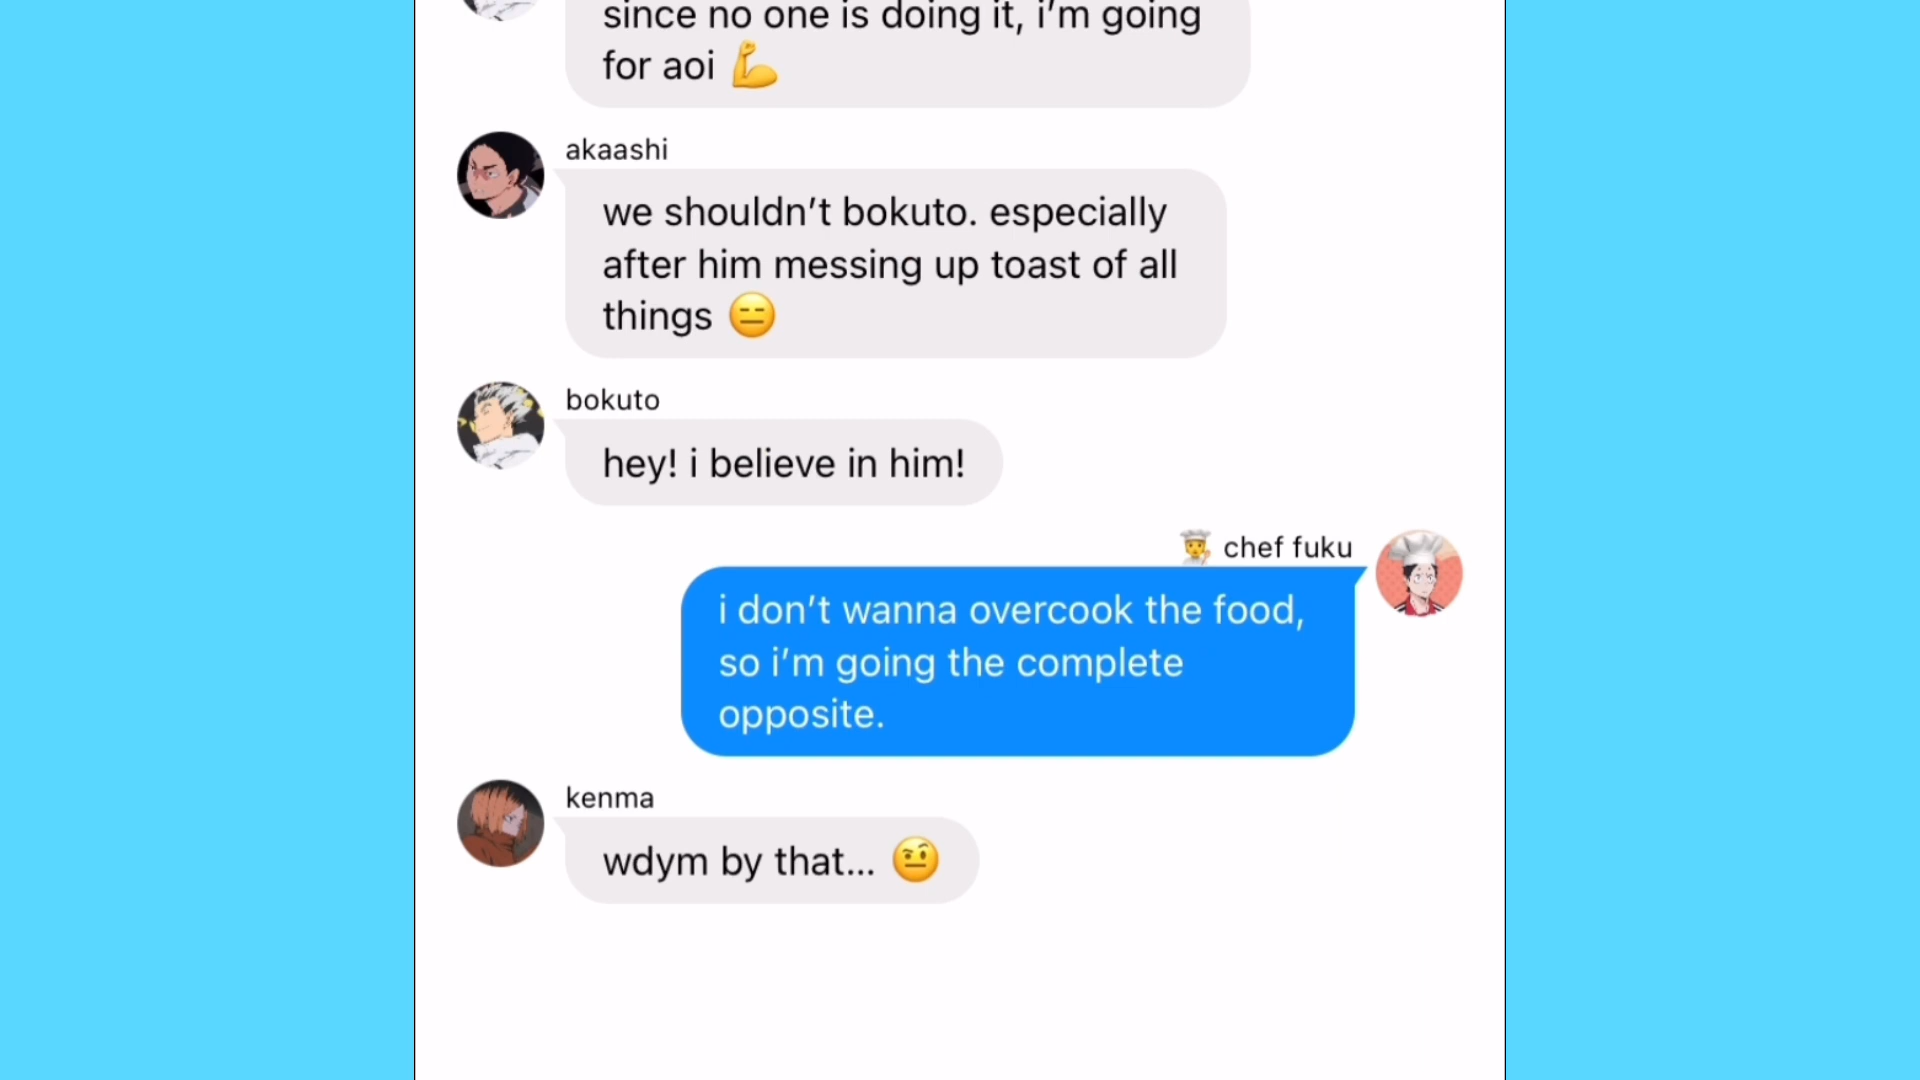 since no one is doing it, i’m going
for aoi 💪
akaashi
we shouldn’t bokuto. especially
after him messing up toast of all
things 😑
bokuto
hey! i believe in him!
🧑‍🍳 chef fuku
i don’t wanna overcook the food,
so i’m going the complete
opposite.
kenma
wdym by that... 🤨